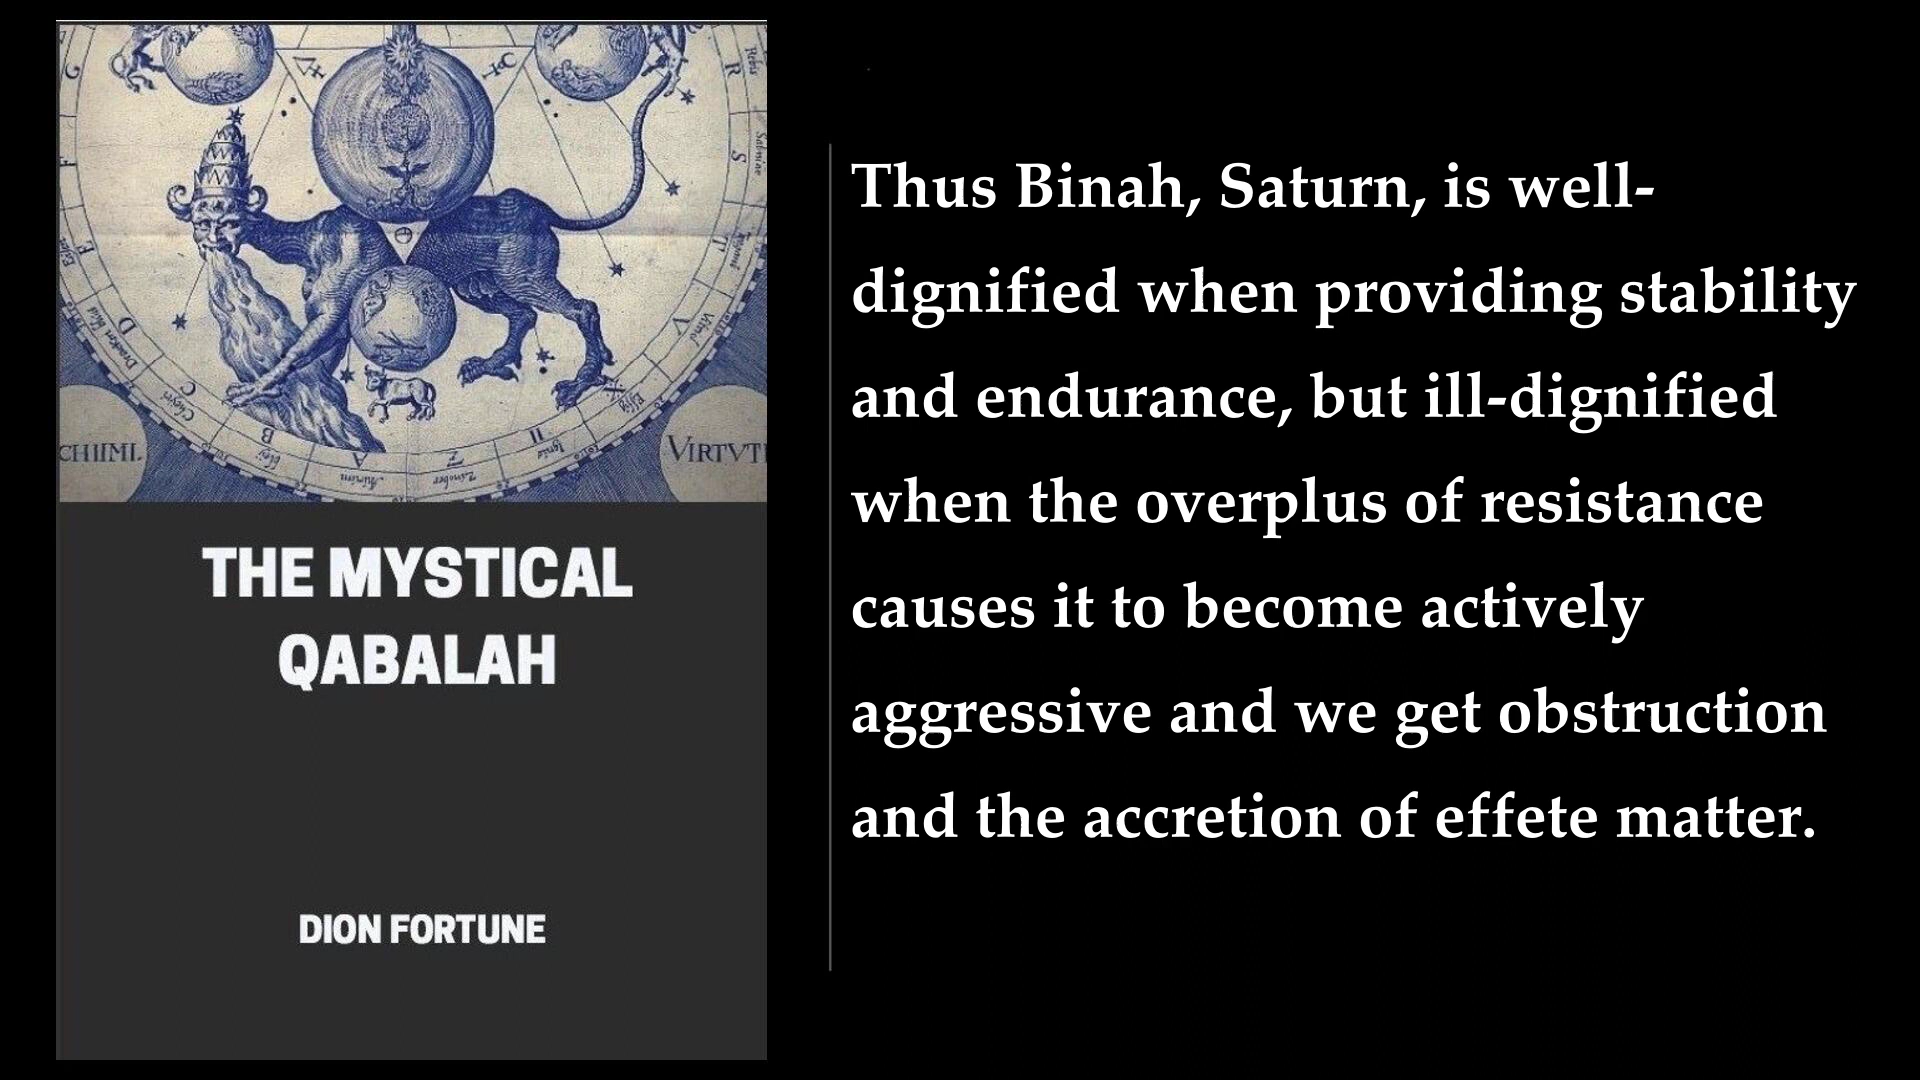 CHIIMI.
VIRTVTI
THE MYSTICAL
QABALAH
DION FORTUNE
Thus Binah, Saturn, is well-
dignified when providing stability
and endurance, but ill-dignified
when the overplus of resistance
causes it to become actively
aggressive and we get obstruction
and the accretion of effete matter.